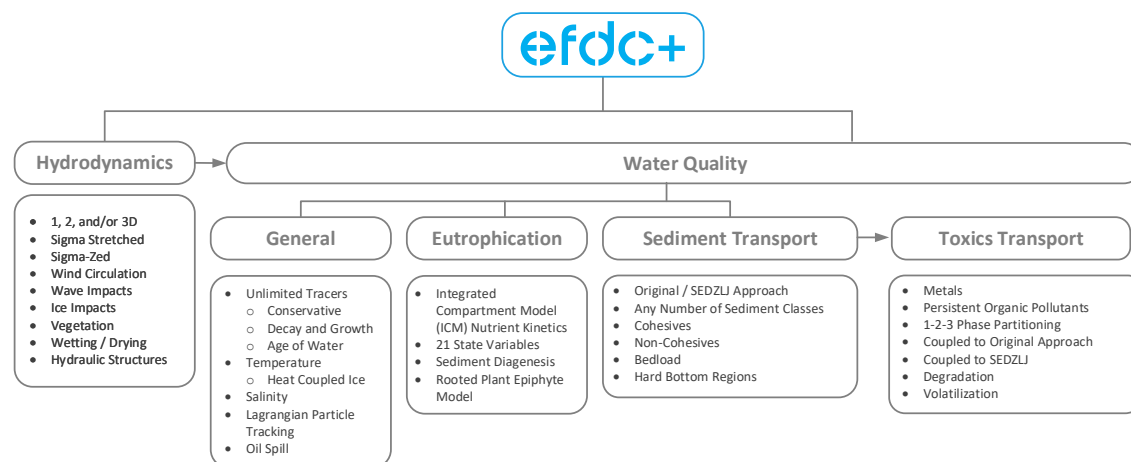 efdc+
Hydrodynamics
Water Quality
• 1, 2, and/or 3D
• Sigma Stretched
• Sigma-Zed
• Wind Circulation
• Wave Impacts
• Ice Impacts
• Vegetation
• Wetting / Drying
• Hydraulic Structures
General
• Unlimited Tracers
o Conservative
o Decay and Growth
o Age of Water
• Temperature
o Heat Coupled Ice
• Salinity
• Lagrangian Particle
Tracking
• Oil Spill
Eutrophication
• Integrated
Compartment Model
(ICM) Nutrient Kinetics
• 21 State Variables
• Sediment Diagenesis
• Rooted Plant Epiphyte
Model
Sediment Transport
• Original / SEDZLJ Approach
• Any Number of Sediment Classes
• Cohesives
• Non-Cohesives
• Bedload
• Hard Bottom Regions
Toxics Transport
• Metals
• Persistent Organic Pollutants
• 1-2-3 Phase Partitioning
• Coupled to Original Approach
• Coupled to SEDZLJ
• Degradation
• Volatilization